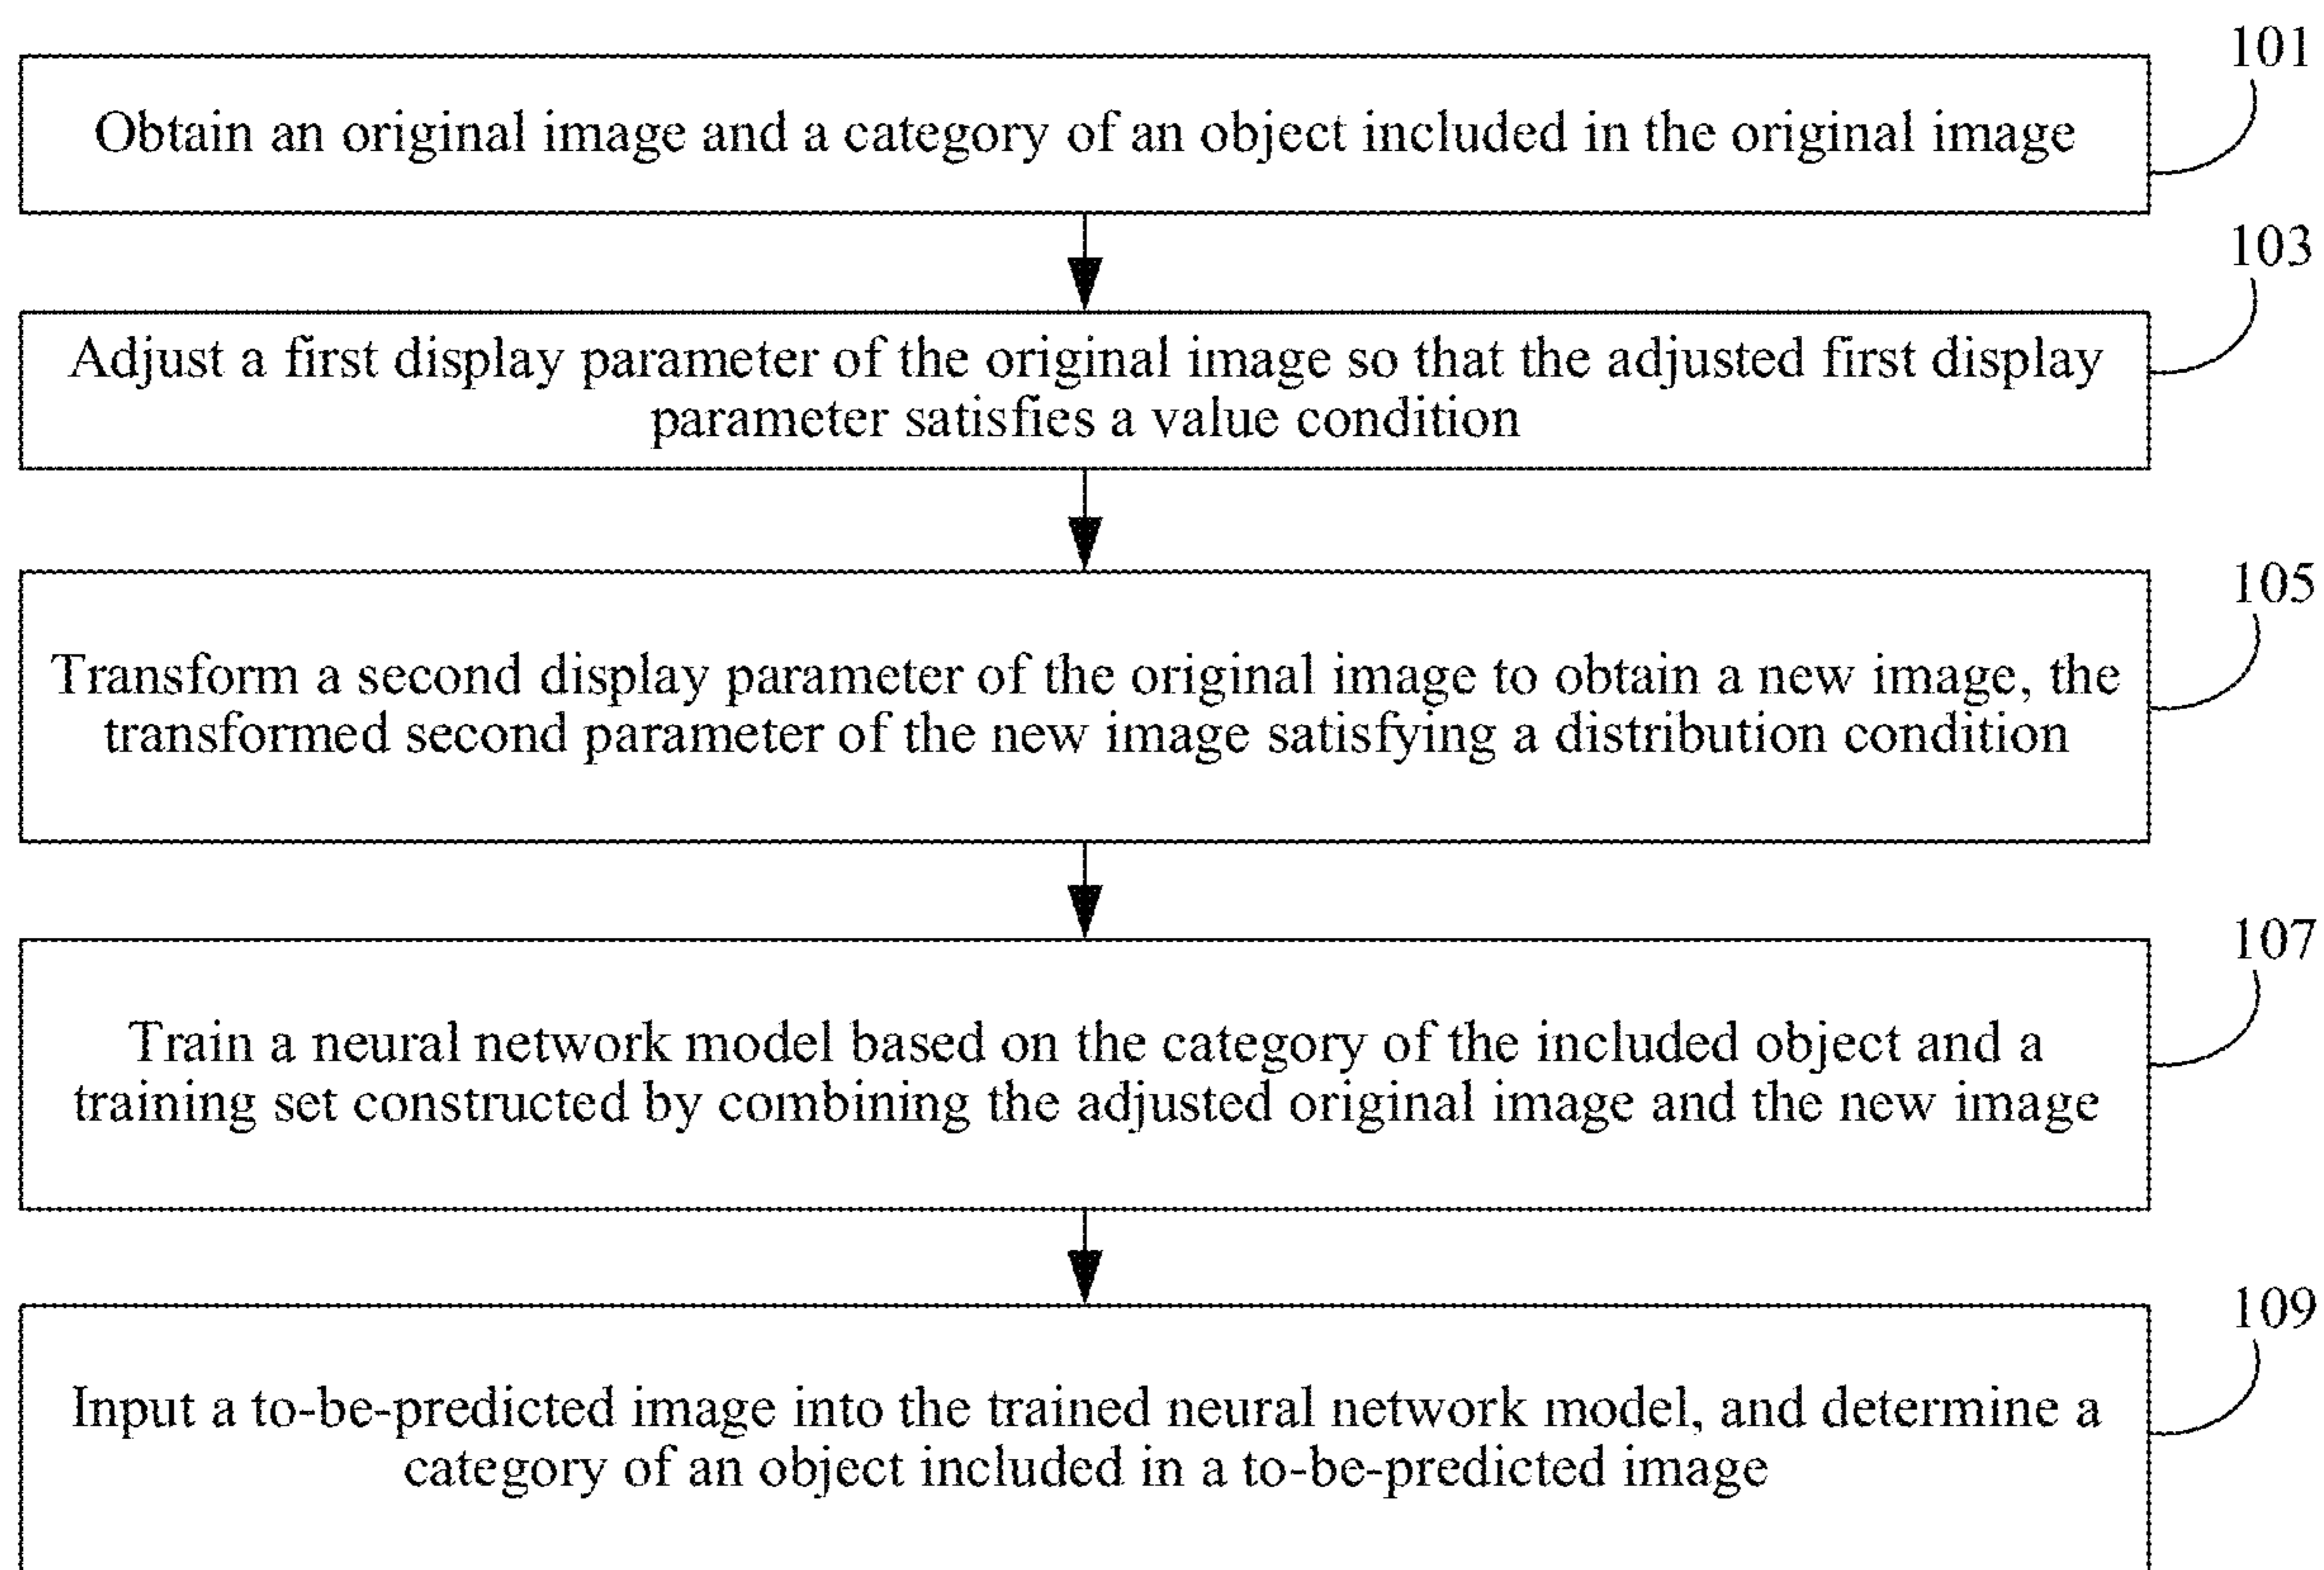 101
Obtain an original image and a category of an object included in the original image
103
Adjust a first display parameter of the original image so that the adjusted first display
parameter satisfies a value condition
105
Transform a second display parameter of the original image to obtain a new image, the
transformed second parameter of the new image satisfying a distribution condition
107
Train a neural network model based on the category of the included object and a
training set constructed by combining the adjusted original image and the new image
109
Input a to-be-predicted image into the trained neural network model, and determine a
category of an object included in a to-be-predicted image